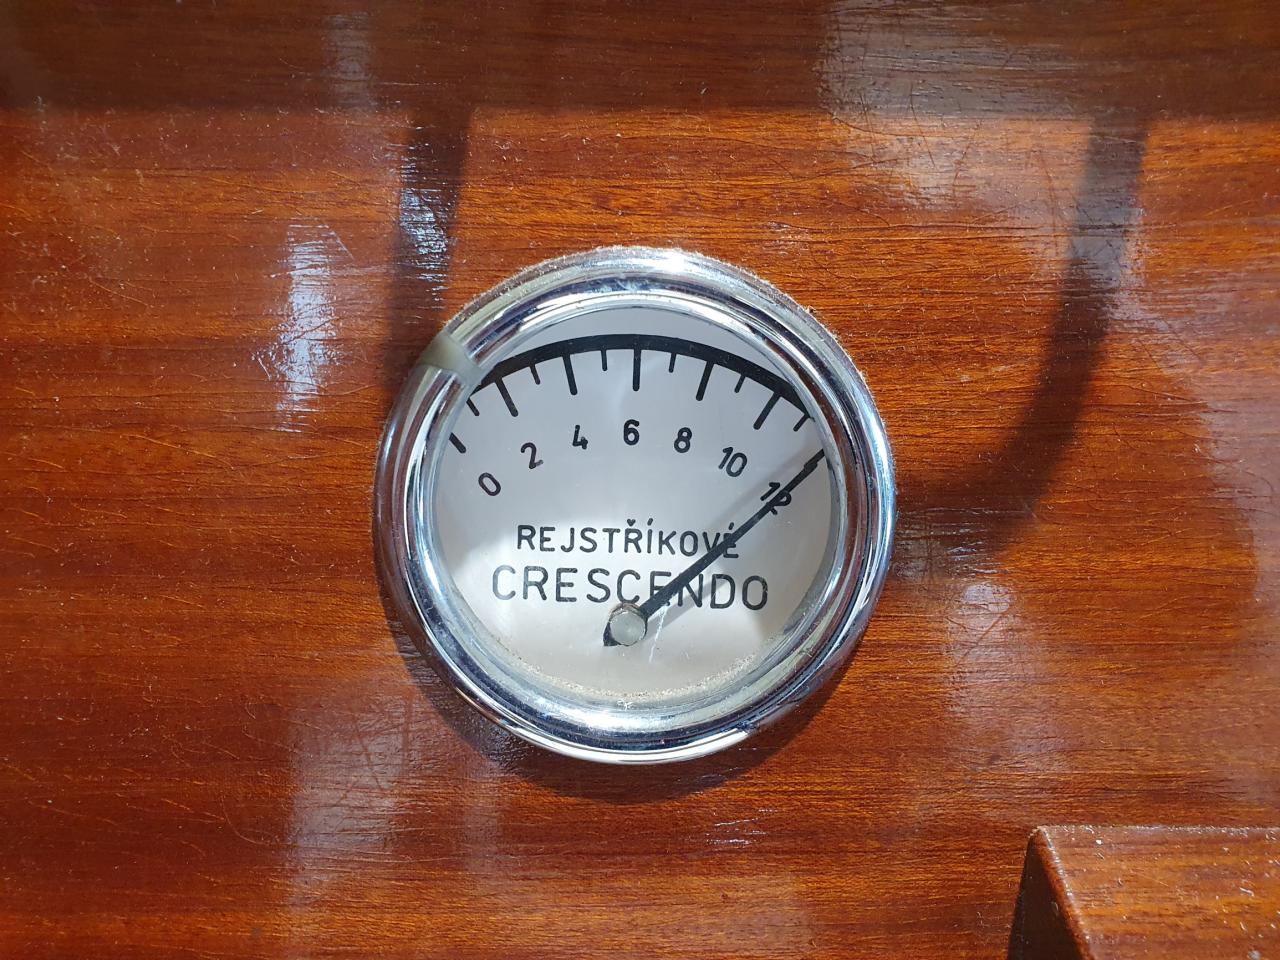 0 2 4 6 8 10 12
REJSTŘÍKOVÉ
CRESCENDO